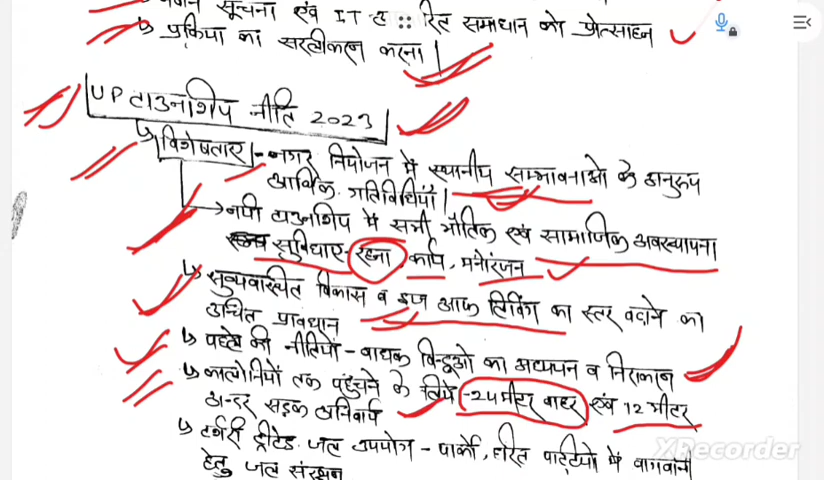 सूचना एवं IT त्वरित समाधान को प्रोत्साहन
↳ प्रक्रिया का सरलीकरण करना।
UP टाउनशिप नीति 2023
↳ विशेषताएं - नगर नियोजन में स्थानीय सम्भावनाओ के अनुरूप
आर्थिक गतिविधियाँ।
→ नयी टाउनशिप में सभी भौतिक एवं सामाजिक अवस्थापना
सुविधाए - रहना, कार्य, मनोरंजन
↳ सुव्यवस्थित विकास व इज आफ लिविंग का स्तर बढाने का
उचित प्रावधान
↳ पहले की नीतियों - बाधक बिन्दुओ का अध्ययन व निराकरण
↳ कालोनियों तक पहुंचने के लिये - 24 मीटर बाहर एवं 12 मीटर
अन्दर सड़क अनिवार्य
↳ टर्शरी ट्रीटेड जल उपयोग - पार्को, हरित पट्टियो में बागवानी
हेतु जल संरक्षण
XRecorder